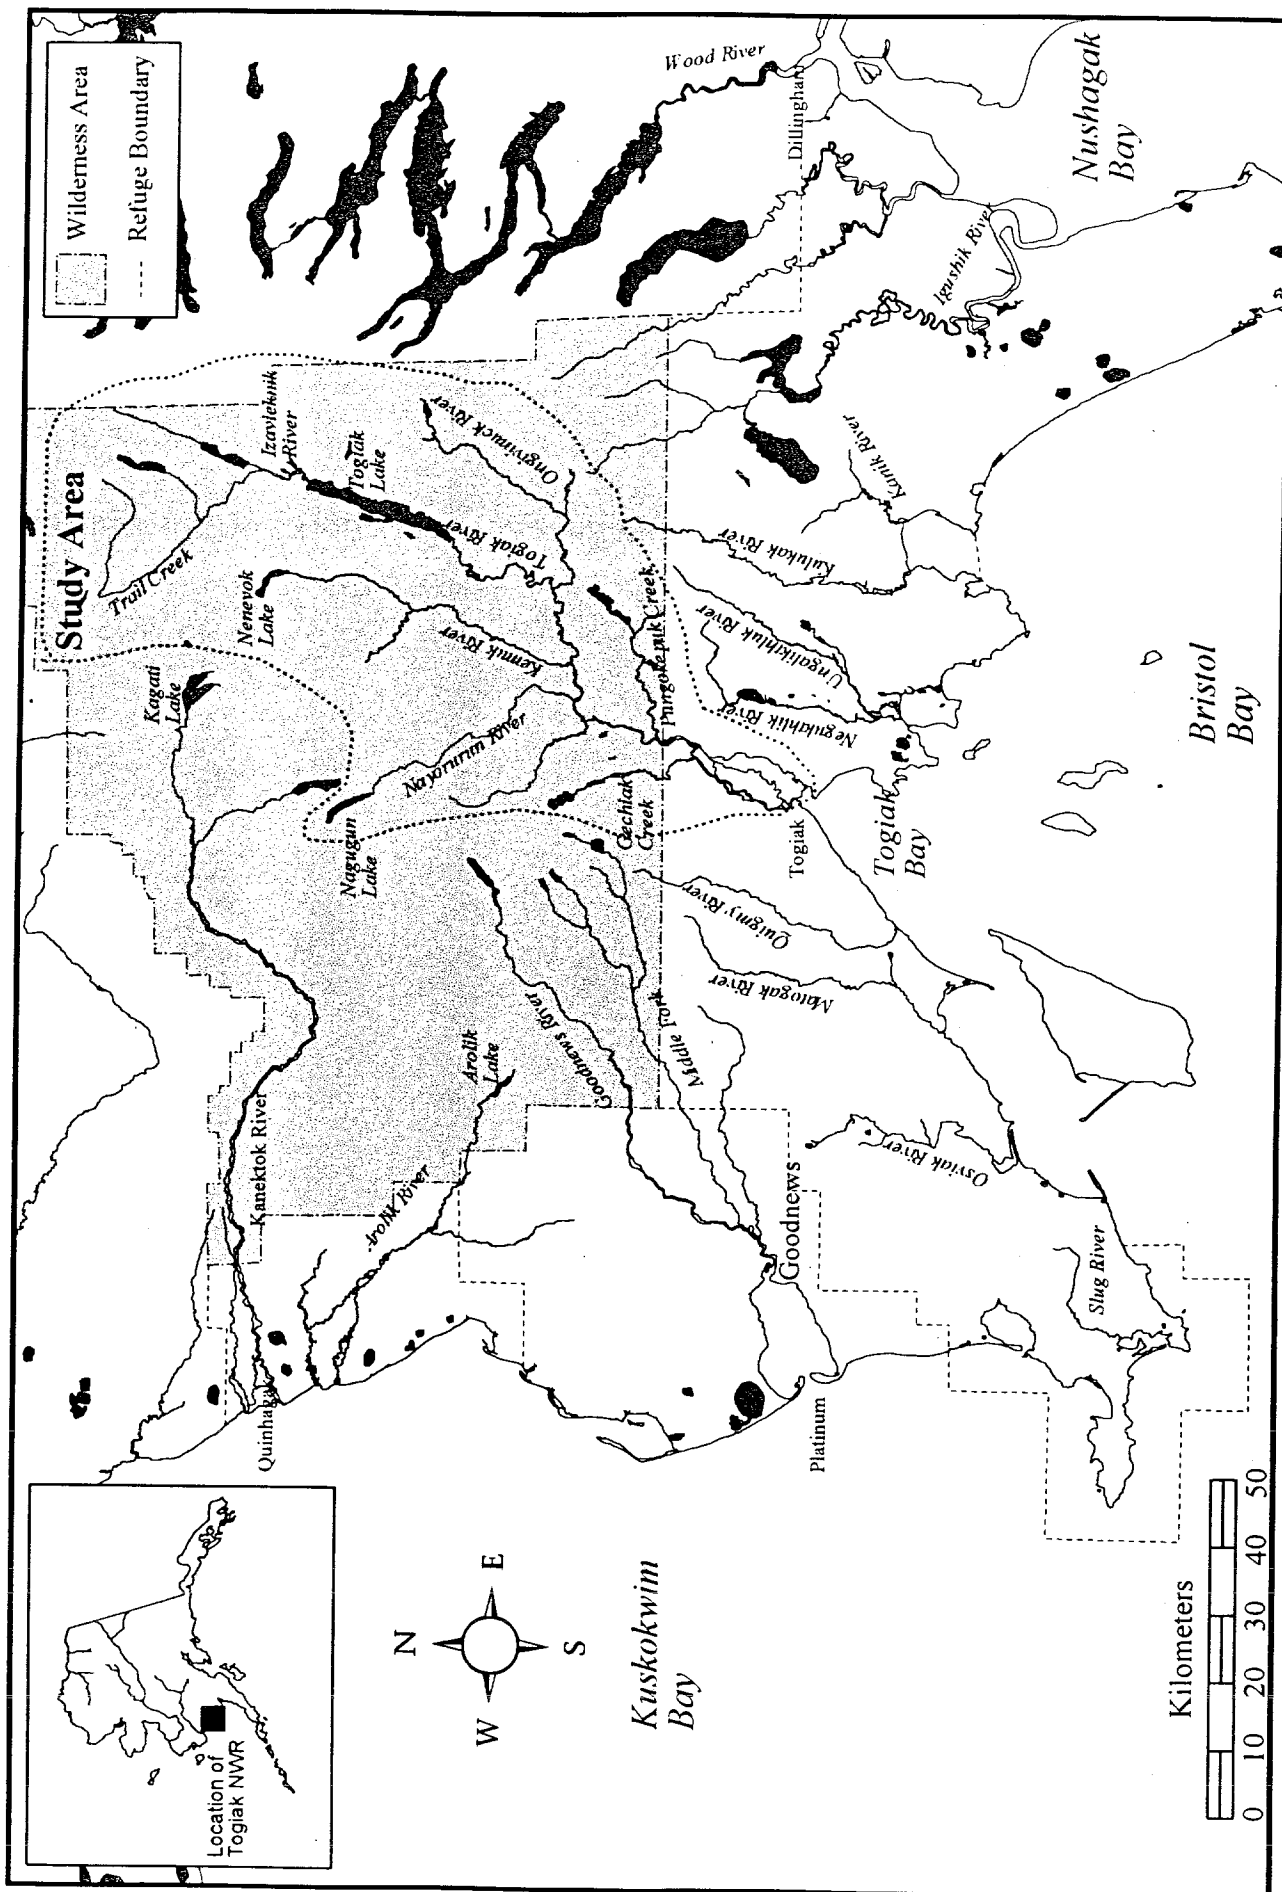 Wilderness Area
Refuge Boundary
Location of
Togiak NWR
N
W
E
S
Kuskokwim
Bay
Kilometers
0 10 20 30 40 50
Study Area
Trail Creek
Izavieknik
River
Togiak
Lake
Ongivinuck River
Togiak River
Nenevok
Lake
Kemuk River
Kagati
Lake
Nayorurun River
Nagugun
Lake
Pungokepuk Creek
Gechiak
Creek
Kanektok River
Quinhagak
Arolik River
Arolik
Lake
Goodnews River
Middle Fork
Goodnews
Platinum
Slug River
Osviak River
Matogak River
Quigmy River
Togiak
Togiak
Bay
Negukthlik River
Ungalikthluk River
Kulukak River
Kanik River
Igushik River
Wood River
Dillingham
Nushagak
Bay
Bristol
Bay